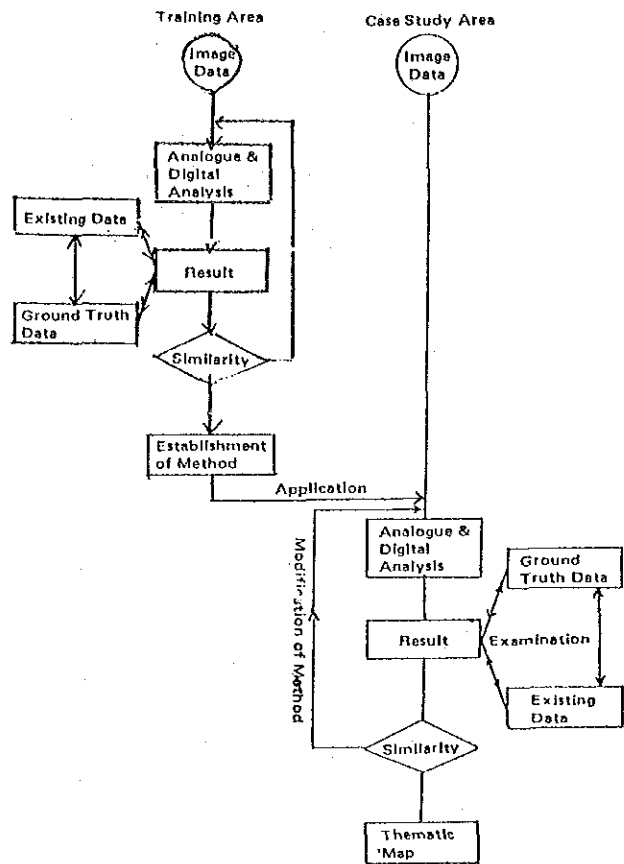 Training Area
Case Study Area
Image
Data
Image
Data
Analogue &
Digital
Analysis
Existing Data
Result
Ground Truth
Data
Similarity
Establishment
of Method
Application
Analogue &
Digital
Analysis
Ground
Truth Data
Modification of Method
Result
Examination
Existing
Data
Similarity
Thematic
Map